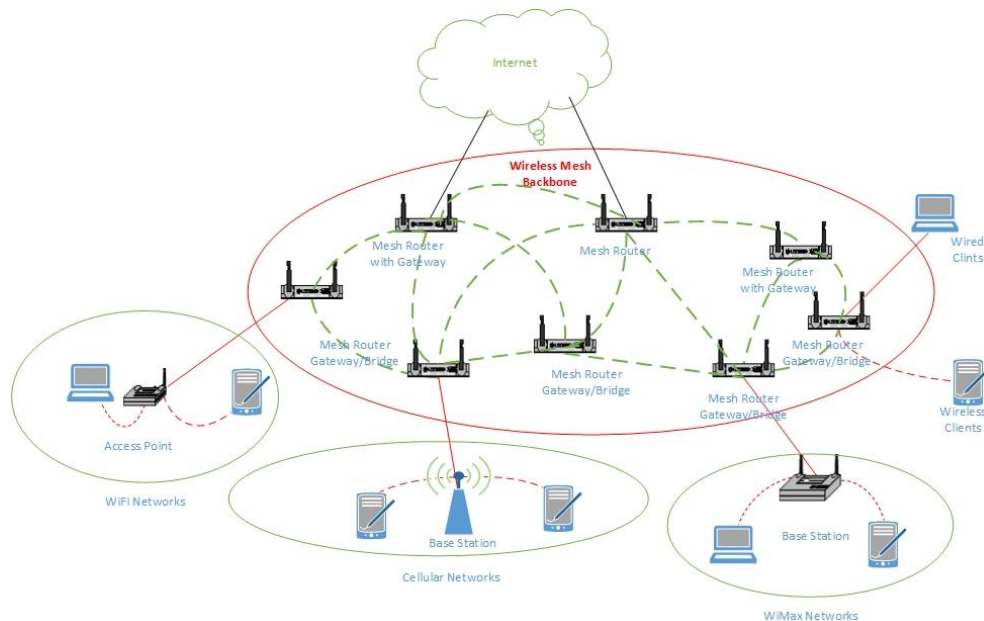 Internet
Wireless Mesh
Backbone
Mesh Router
with Gateway
Mesh Router
Mesh Router
with Gateway
Wired
Clints
Mesh Router
Gateway/Bridge
Mesh Router
Gateway/Bridge
Mesh Router
Gateway/Bridge
Mesh Router
Gateway/Bridge
Wireless
Clients
Access Point
WiFi Networks
Base Station
Cellular Networks
Base Station
WiMax Networks